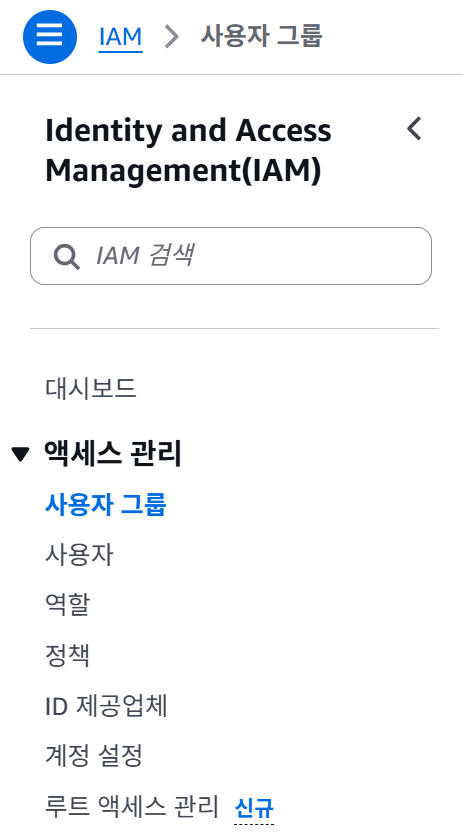 IAM > 사용자 그룹
Identity and Access
Management(IAM)
IAM 검색
대시보드
액세스 관리
사용자 그룹
사용자
역할
정책
ID 제공업체
계정 설정
루트 액세스 관리 신규